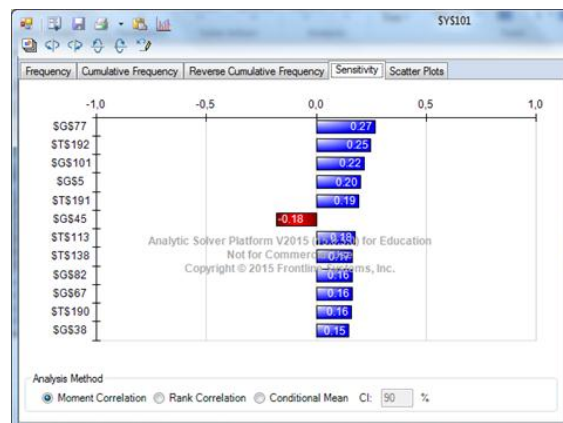 $Y$101
Frequency Cumulative Frequency Reverse Cumulative Frequency Sensitivity Scatter Plots
-1,0 -0,5 0,0 0,5 1,0
$G$77 0.27
$T$192 0.25
$G$101 0.22
$G$5 0.20
$T$191 0.19
$G$45 -0.18
$T$113 0.18
Analytic Solver Platform V2015 for Education
$T$138 0.17
Not for Commercial Use
$G$82 0.16
Copyright © 2015 Frontline Systems, Inc.
$G$67 0.16
$T$190 0.16
$G$38 0.15
Analysis Method
Moment Correlation Rank Correlation Conditional Mean CI: 90 %